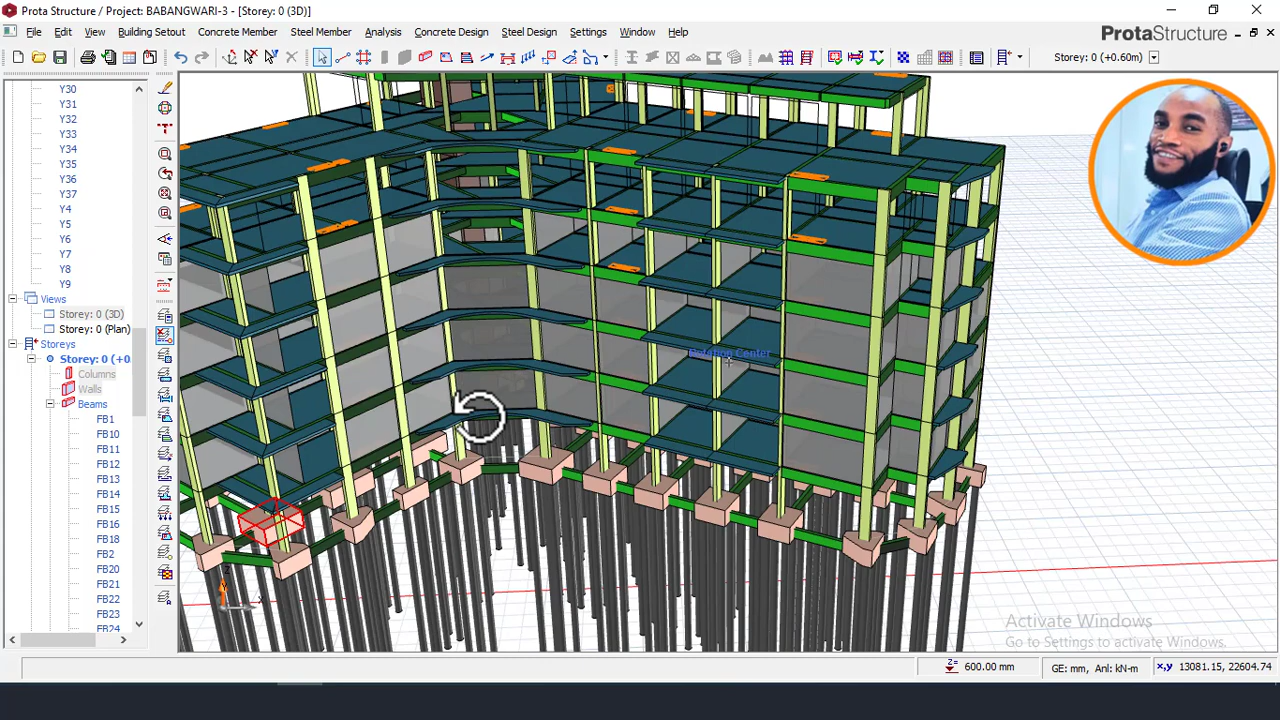 Prota Structure / Project: BABANGWARI-3 - [Storey: 0 (3D)]
File Edit View Building Setout Concrete Member Steel Member Analysis Concrete Design Steel Design Settings Window Help
ProtaStructure
Storey: 0 (+0.60m)
Y30
Y31
Y32
Y33
Y34
Y35
Y36
Y37
Y4
Y5
Y6
Y7
Y8
Y9
Views
Storey: 0 (3D)
Storey: 0 (Plan)
Storeys
Storey: 0 (+0
Columns
Walls
Beams
FB1
FB10
FB11
FB12
FB13
FB14
FB15
FB16
FB18
FB2
FB20
FB21
FB22
FB23
FB24
Rotation Center
Z
X
Activate Windows
Go to Settings to activate Windows.
Z= 600.00 mm
GE: mm, Anl: kN-m
x,y 13081.15, 22604.74